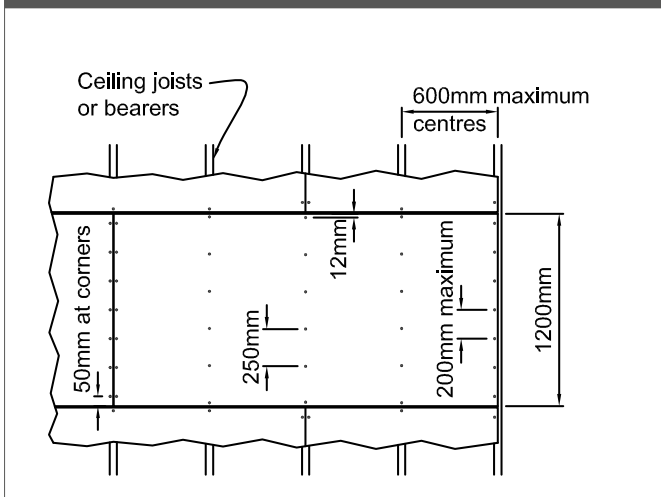 Ceiling joists
or bearers
600mm maximum
centres
50mm at corners
250mm
12mm
200mm maximum
1200mm